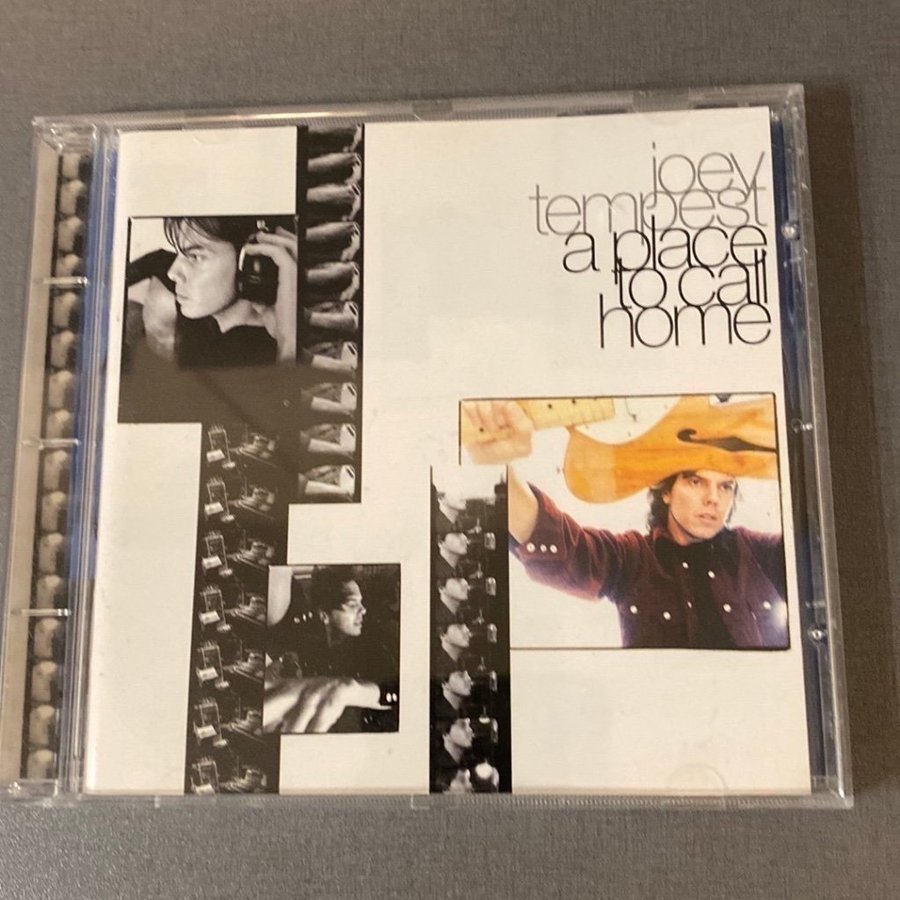 joey
tempest
a place
to call
home